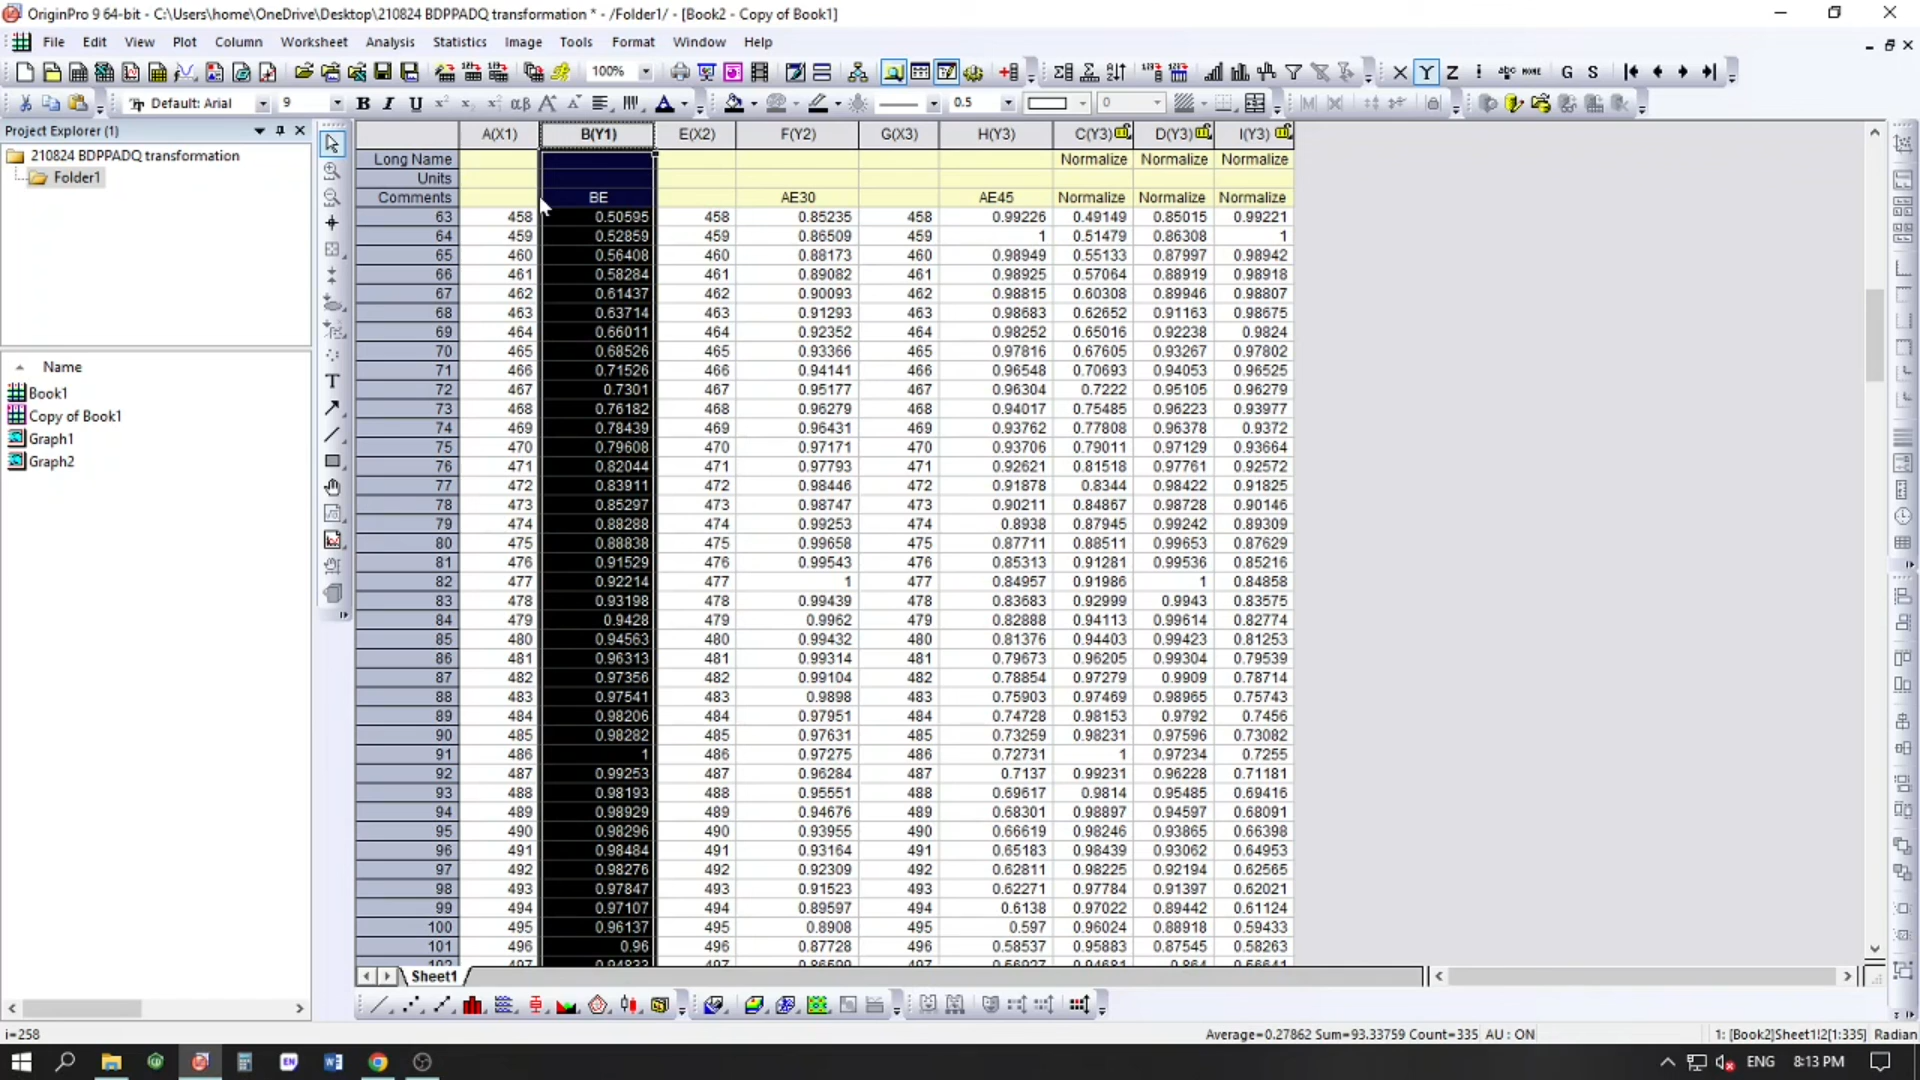 OriginPro 9 64-bit - C:\Users\home\OneDrive\Desktop\210824 BDPPADQ transformation * - /Folder1/ - [Book2 - Copy of Book1]
File Edit View Plot Column Worksheet Analysis Statistics Image Tools Format Window Help
100%
Default: Arial 9 B I U 0.5 0
Project Explorer (1)
210824 BDPPADQ transformation
Folder1
Name
Book1
Copy of Book1
Graph1
Graph2
A(X1) B(Y1) E(X2) F(Y2) G(X3) H(Y3) C(Y3) D(Y3) I(Y3)
Long Name Normalize Normalize Normalize
Units
Comments BE AE30 AE45 Normalize Normalize Normalize
63 458 0.50595 458 0.85235 458 0.99226 0.49149 0.85015 0.99221
64 459 0.52859 459 0.86509 459 1 0.51479 0.86308 1
65 460 0.56408 460 0.88173 460 0.98949 0.55133 0.87997 0.98942
66 461 0.58284 461 0.89082 461 0.98925 0.57064 0.88919 0.98918
67 462 0.61437 462 0.90093 462 0.98815 0.60308 0.89946 0.98807
68 463 0.63714 463 0.91293 463 0.98683 0.62652 0.91163 0.98675
69 464 0.66011 464 0.92352 464 0.98252 0.65016 0.92238 0.9824
70 465 0.68526 465 0.93366 465 0.97816 0.67605 0.93267 0.97802
71 466 0.71526 466 0.94141 466 0.96548 0.70693 0.94053 0.96525
72 467 0.7301 467 0.95177 467 0.96304 0.7222 0.95105 0.96279
73 468 0.76182 468 0.96279 468 0.94017 0.75485 0.96223 0.93977
74 469 0.78439 469 0.96431 469 0.93762 0.77808 0.96378 0.9372
75 470 0.79608 470 0.97171 470 0.93706 0.79011 0.97129 0.93664
76 471 0.82044 471 0.97793 471 0.92621 0.81518 0.97761 0.92572
77 472 0.83911 472 0.98446 472 0.91878 0.8344 0.98422 0.91825
78 473 0.85297 473 0.98747 473 0.90211 0.84867 0.98728 0.90146
79 474 0.88288 474 0.99253 474 0.8938 0.87945 0.99242 0.89309
80 475 0.88838 475 0.99658 475 0.87711 0.88511 0.99653 0.87629
81 476 0.91529 476 0.99543 476 0.85313 0.91281 0.99536 0.85216
82 477 0.92214 477 1 477 0.84957 0.91986 1 0.84858
83 478 0.93198 478 0.99439 478 0.83683 0.92999 0.9943 0.83575
84 479 0.9428 479 0.9962 479 0.82888 0.94113 0.99614 0.82774
85 480 0.94563 480 0.99432 480 0.81376 0.94403 0.99423 0.81253
86 481 0.96313 481 0.99314 481 0.79673 0.96205 0.99304 0.79539
87 482 0.97356 482 0.99104 482 0.78854 0.97279 0.9909 0.78714
88 483 0.97541 483 0.9898 483 0.75903 0.97469 0.98965 0.75743
89 484 0.98206 484 0.97951 484 0.74728 0.98153 0.9792 0.7456
90 485 0.98282 485 0.97631 485 0.73259 0.98231 0.97596 0.73082
91 486 1 486 0.97275 486 0.72731 1 0.97234 0.7255
92 487 0.99253 487 0.96284 487 0.7137 0.99231 0.96228 0.71181
93 488 0.98193 488 0.95551 488 0.69617 0.9814 0.95485 0.69416
94 489 0.98929 489 0.94676 489 0.68301 0.98897 0.94597 0.68091
95 490 0.98296 490 0.93955 490 0.66619 0.98246 0.93865 0.66398
96 491 0.98484 491 0.93164 491 0.65183 0.98439 0.93062 0.64953
97 492 0.98276 492 0.92309 492 0.62811 0.98225 0.92194 0.62565
98 493 0.97847 493 0.91523 493 0.62271 0.97784 0.91397 0.62021
99 494 0.97107 494 0.89597 494 0.6138 0.97022 0.89442 0.61124
100 495 0.96137 495 0.8908 495 0.597 0.96024 0.88918 0.59433
101 496 0.96 496 0.87728 496 0.58537 0.95883 0.87545 0.58263
Sheet1
i=258 Average=0.27862 Sum=93.33759 Count=335 AU : ON 1: [Book2]Sheet1!2[1:335] Radian
ENG 8:13 PM